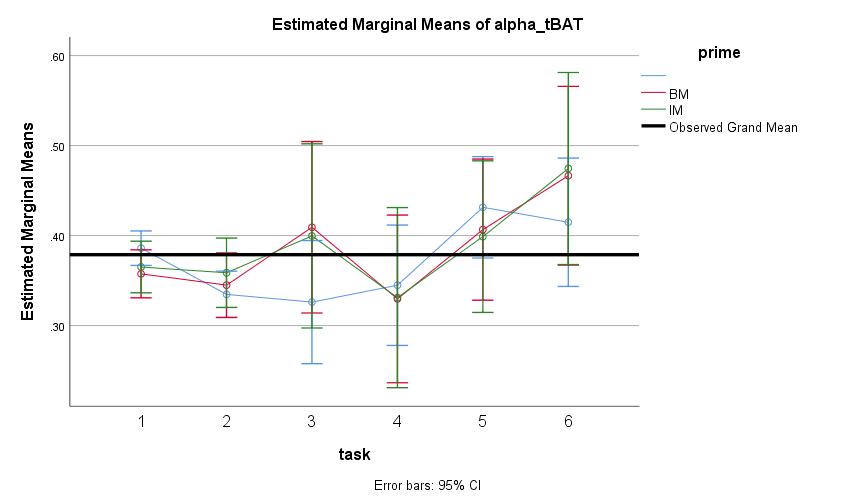 Estimated Marginal Means of alpha_tBAT
prime
BM
IM
Observed Grand Mean
Estimated Marginal Means
.60
.50
.40
.30
1 2 3 4 5 6
task
Error bars: 95% CI